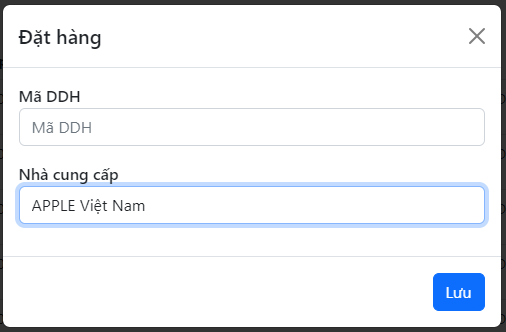 Đặt hàng
Mã DDH
Mã DDH
Nhà cung cấp
APPLE Việt Nam
Lưu